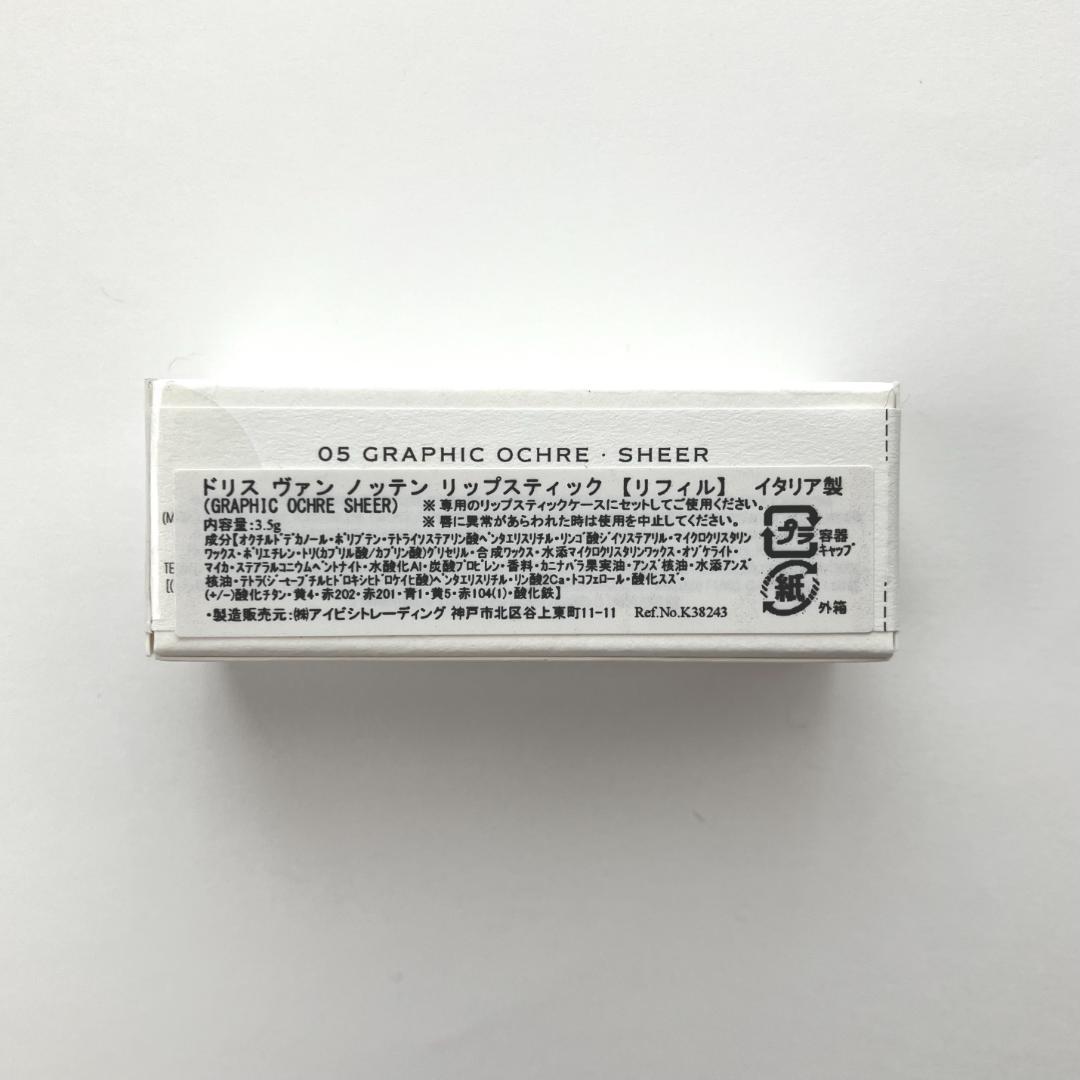 05 GRAPHIC OCHRE · SHEER
ドリス ヴァン ノッテン リップスティック 【リフィル】 イタリア製
(GRAPHIC OCHRE SHEER) ※専用のリップスティックケースにセットしてご使用ください。
内容量:3.5g ※唇に異常があらわれた時は使用を中止してください。
成分【オクチルドデカノール・ポリブテン・テトライソステアリン酸ペンタエリスリチル・リンゴ酸ジイソステアリル・マイクロクリスタリン
ワックス・ポリエチレン・トリ(カプリル酸/カプリン酸)グリセリル・合成ワックス・水添マイクロクリスタリンワックス・オゾケライト・
マイカ・ステアラルコニウムヘントナイト・水酸化Al・炭酸プロピレン・香料・カニナバラ果実油・アンズ核油・水添アンズ
核油・テトラ(ジ-t-ブチルヒドロキシヒドロケイヒ酸)ペンタエリスリチル・リン酸2Ca・トコフェロール・酸化スズ・
(+/-)酸化チタン・黄4・赤202・赤201・青1・黄5・赤104(1)・酸化鉄】
・製造販売元:㈱アイビシトレーディング 神戸市北区谷上東町11-11 Ref.No.K38243
プラ
容器
キャップ
紙
外箱
(M
TE
[(